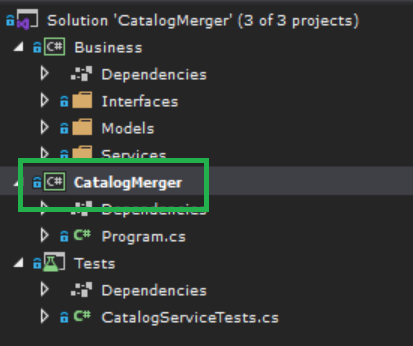 Solution 'CatalogMerger' (3 of 3 projects)
C# Business
Dependencies
Interfaces
Models
Services
C# CatalogMerger
Dependencies
C# Program.cs
Tests
Dependencies
C# CatalogServiceTests.cs